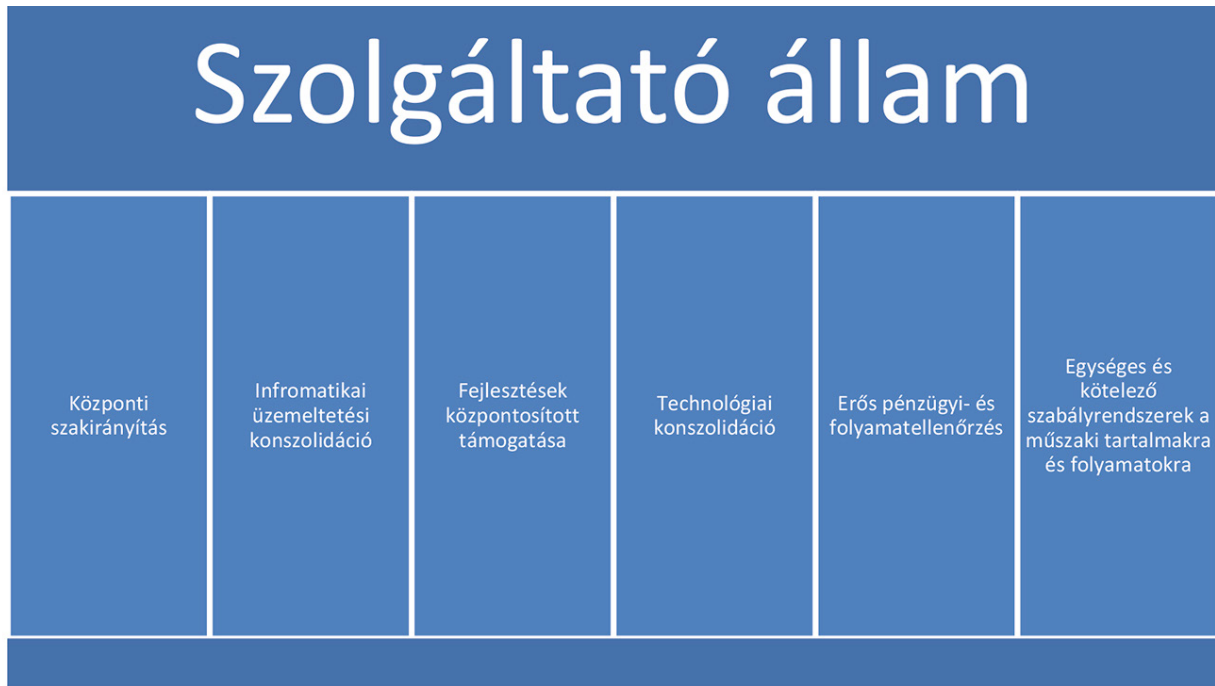 Szolgáltató állam
Központi
szakirányítás
Infromatikai
üzemeltetési
konszolidáció
Fejlesztések
központosított
támogatása
Technológiai
konszolidáció
Erős pénzügyi- és
folyamatellenőrzés
Egységes és
kötelező
szabályrendszerek a
műszaki tartalmakra
és folyamatokra